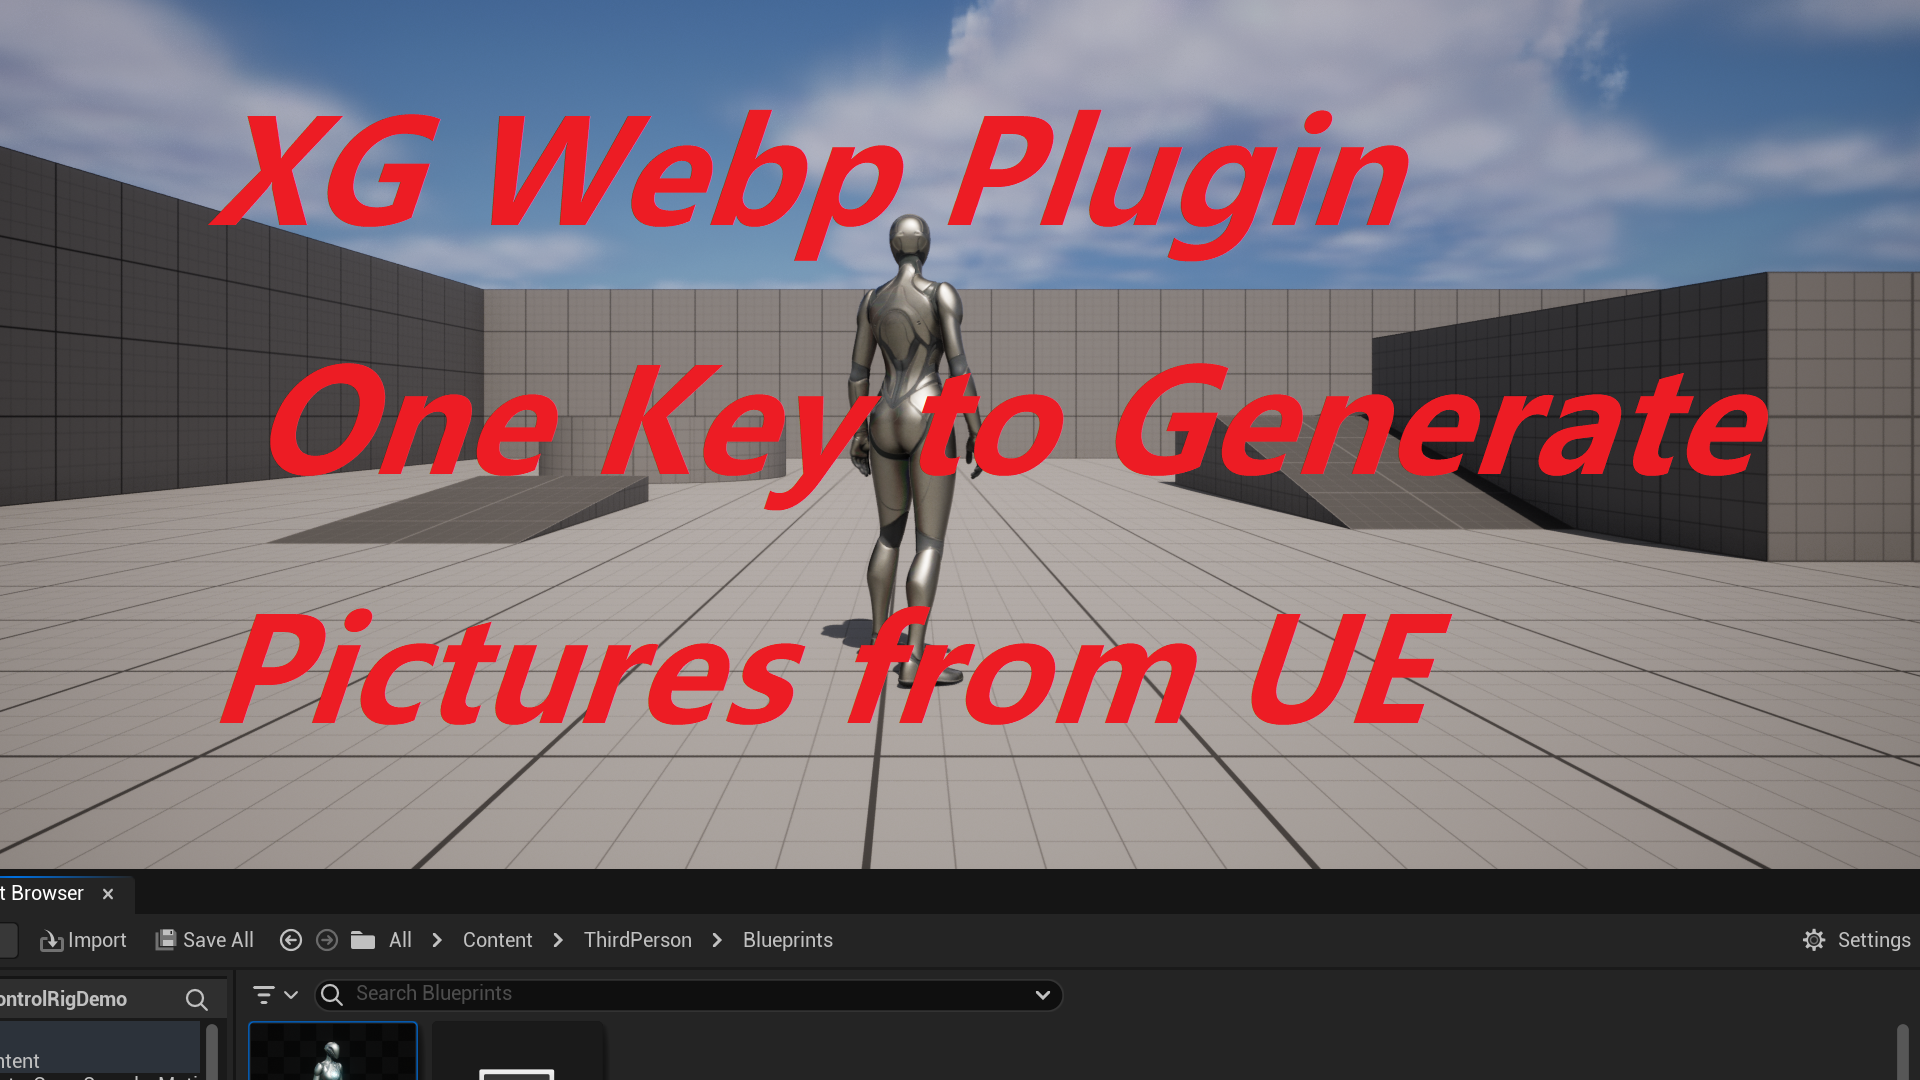 XG Webp Plugin
One Key to Generate
Pictures from UE
t Browser
Import Save All All Content ThirdPerson Blueprints Settings
ontrolRigDemo
Search Blueprints
ntent